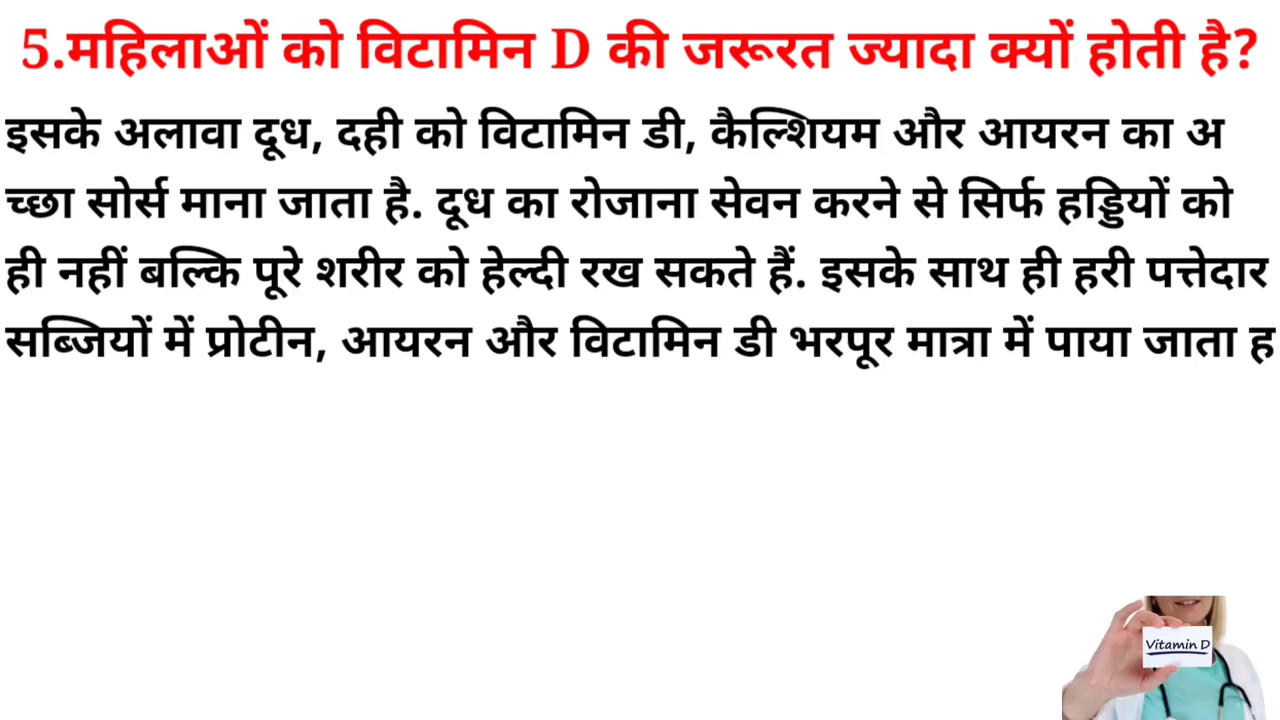 5.महिलाओं को विटामिन D की जरूरत ज्यादा क्यों होती है?
इसके अलावा दूध, दही को विटामिन डी, कैल्शियम और आयरन का अ
च्छा सोर्स माना जाता है. दूध का रोजाना सेवन करने से सिर्फ हड्डियों को
ही नहीं बल्कि पूरे शरीर को हेल्दी रख सकते हैं. इसके साथ ही हरी पत्तेदार
सब्जियों में प्रोटीन, आयरन और विटामिन डी भरपूर मात्रा में पाया जाता ह
Vitamin D